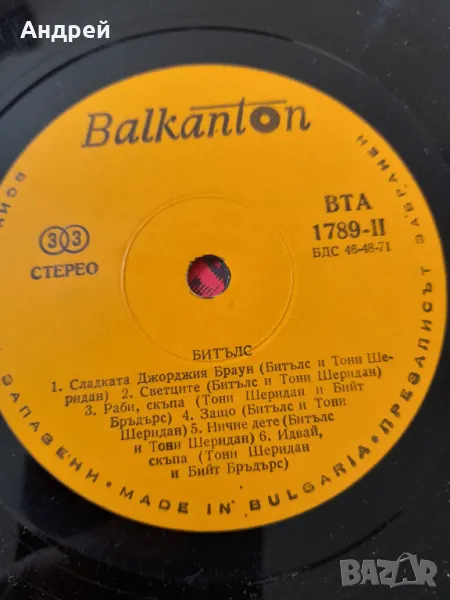 Андрей
Balkanton
33
СТЕРЕО
ВТА
1789-II
БДС 46-48-71
БИТЪЛС
1. Сладката Джорджия Браун (Битълс и Тони Ше-
ридан) 2. Светците (Битълс и Тони Шеридан)
3. Раби, скъпа (Тони Шеридан и Бийт
Бръдърс) 4. Защо (Битълс и Тони
Шеридан) 5. Ничие дете (Битълс
и Тони Шеридан) 6. Идвай,
скъпа (Тони Шеридан
и Бийт Бръдърс)
ЗАПАЗЕНИ • MADE IN BULGARIA • ПРЕЗАПИСЪТ ЗАБРАНЕН
BAZAR